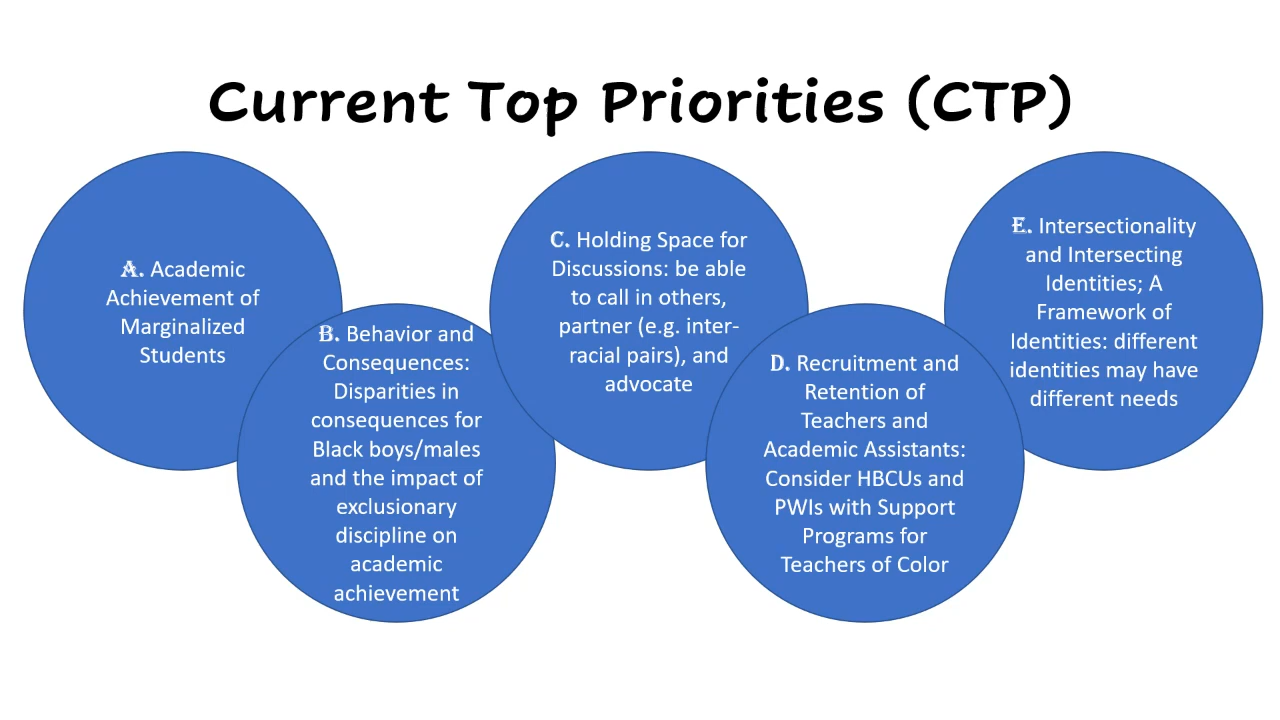 Current Top Priorities (CTP)
A. Academic
Achievement of
Marginalized
Students
B. Behavior and
Consequences:
Disparities in
consequences for
Black boys/males
and the impact of
exclusionary
discipline on
academic
achievement
C. Holding Space for
Discussions: be able
to call in others,
partner (e.g. inter-
racial pairs), and
advocate
D. Recruitment and
Retention of
Teachers and
Academic Assistants:
Consider HBCUs and
PWIs with Support
Programs for
Teachers of Color
E. Intersectionality
and Intersecting
Identities; A
Framework of
Identities: different
identities may have
different needs